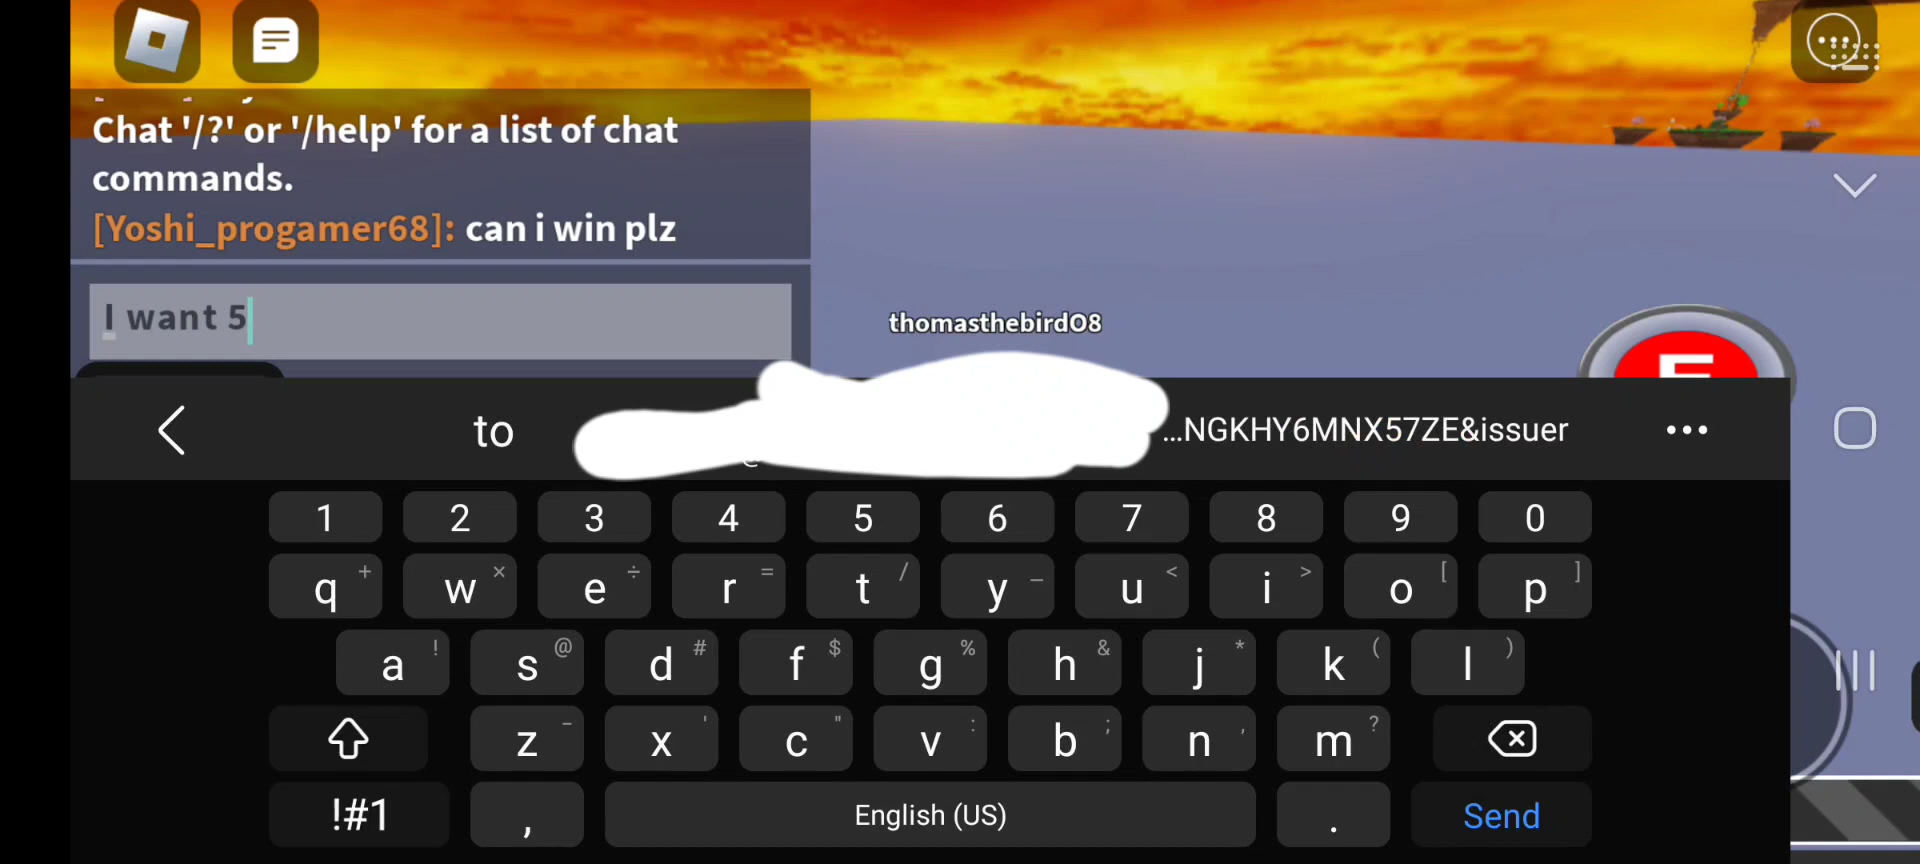 Chat '/?' or '/help' for a list of chat
commands.
[Yoshi_progamer68]: can i win plz
I want 5
thomasthebirdO8
to
...NGKHY6MNX57ZE&issuer
1 2 3 4 5 6 7 8 9 0
q + w × e ÷ r = t / y _ u < i > o [ p ]
a ! s @ d # f $ g % h & j * k ( l )
z - x ' c " v : b ; n , m ?
!#1 , English (US) . Send